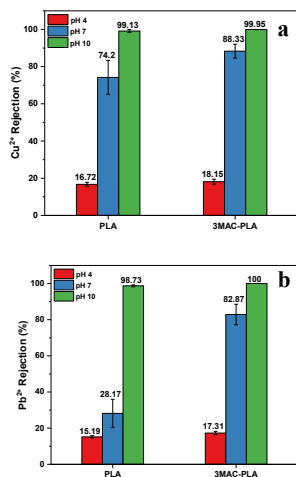 pH 4
pH 7
pH 10
99.13
99.95
a
88.33
74.2
16.72
18.15
Cu²⁺ Rejection (%)
100
80
60
40
20
0
PLA
3MAC-PLA
pH 4
pH 7
pH 10
98.73
100
b
82.87
28.17
15.19
17.31
Pb²⁺ Rejection (%)
100
80
60
40
20
0
PLA
3MAC-PLA